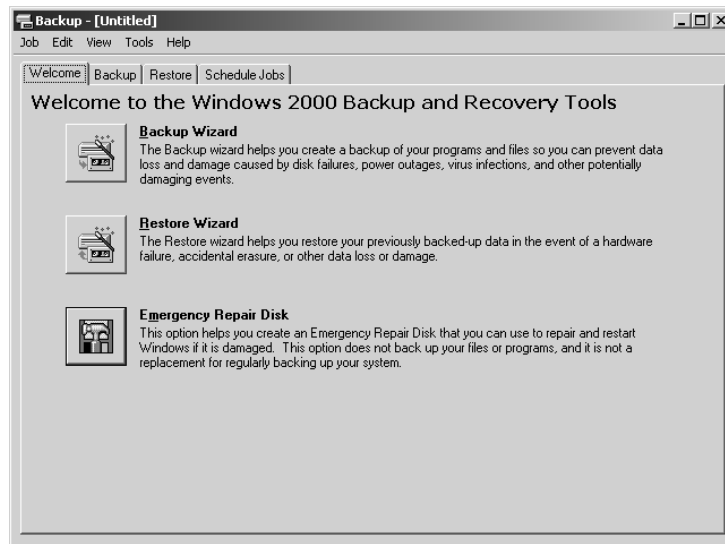 Backup - [Untitled]
Job Edit View Tools Help
Welcome Backup Restore Schedule Jobs
Welcome to the Windows 2000 Backup and Recovery Tools
Backup Wizard
The Backup wizard helps you create a backup of your programs and files so you can prevent data
loss and damage caused by disk failures, power outages, virus infections, and other potentially
damaging events.
Restore Wizard
The Restore wizard helps you restore your previously backed-up data in the event of a hardware
failure, accidental erasure, or other data loss or damage.
Emergency Repair Disk
This option helps you create an Emergency Repair Disk that you can use to repair and restart
Windows if it is damaged. This option does not back up your files or programs, and it is not a
replacement for regularly backing up your system.